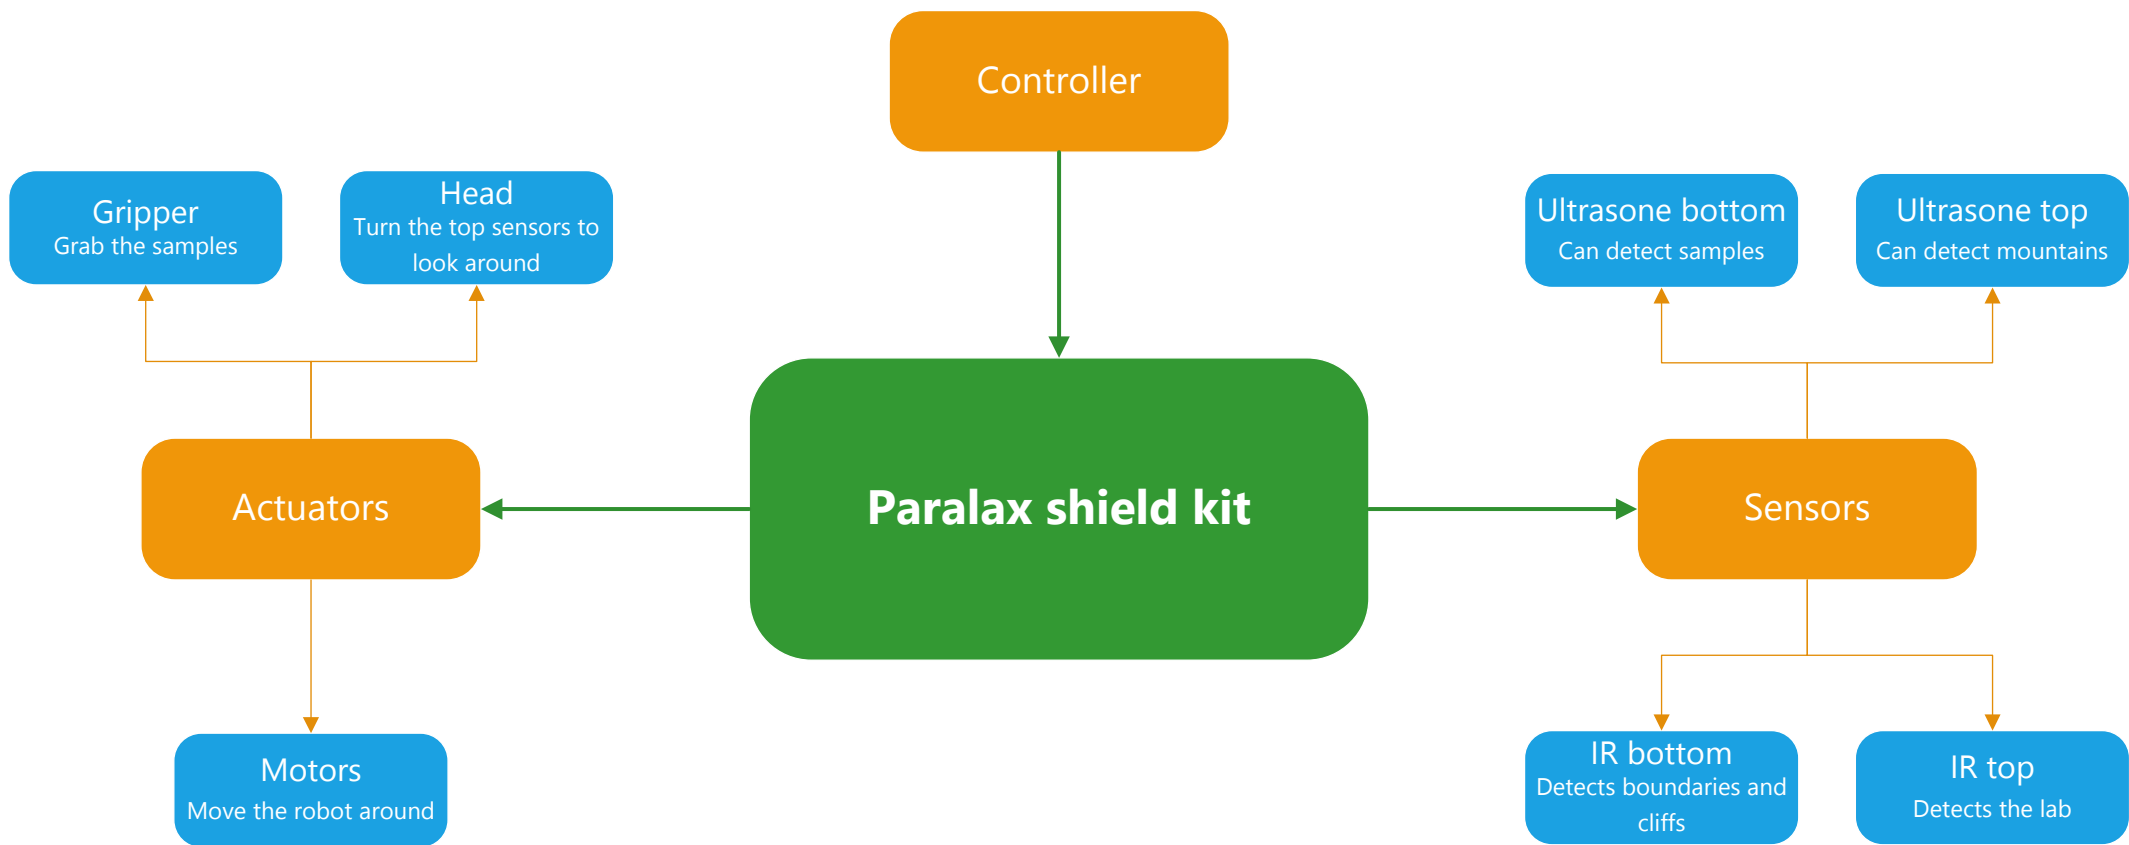 Controller
Gripper
Grab the samples
Head
Turn the top sensors to
look around
Ultrasone bottom
Can detect samples
Ultrasone top
Can detect mountains
Actuators
Paralax shield kit
Sensors
Motors
Move the robot around
IR bottom
Detects boundaries and
cliffs
IR top
Detects the lab